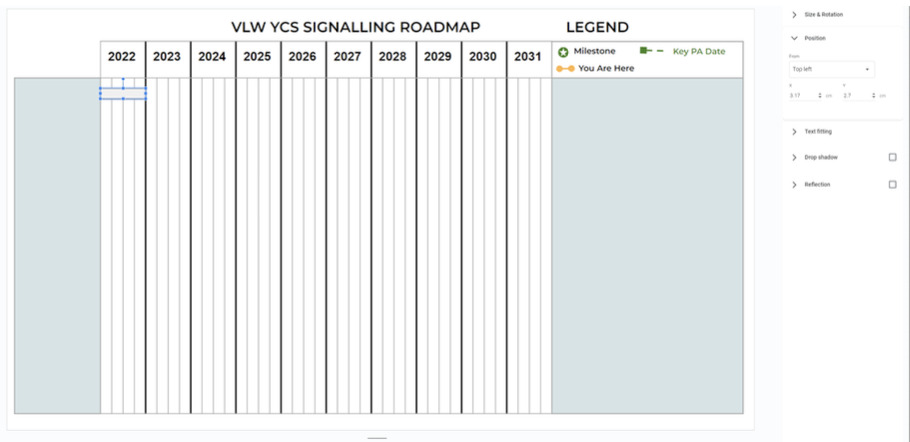 VLW YCS SIGNALLING ROADMAP
LEGEND
2022 2023 2024 2025 2026 2027 2028 2029 2030 2031
Milestone Key PA Date
You Are Here
Size & Rotation
Position
From
Top left
X Y
3.17 cm 2.7 cm
Text fitting
Drop shadow
Reflection